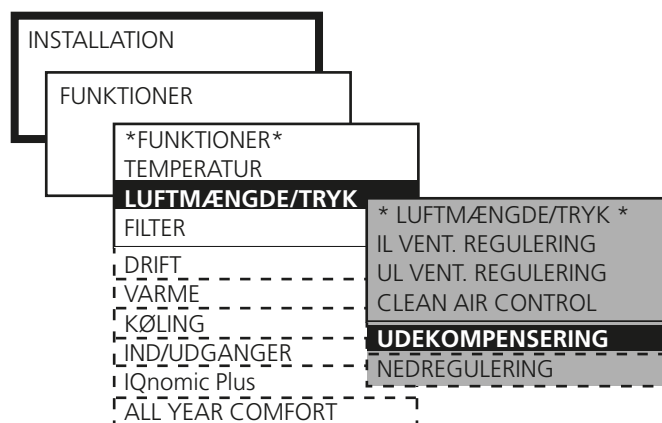 INSTALLATION
FUNKTIONER
*FUNKTIONER*
TEMPERATUR
LUFTMÆNGDE/TRYK
FILTER
DRIFT
VARME
KØLING
IND/UDGANGER
IQnomic Plus
ALL YEAR COMFORT
* LUFTMÆNGDE/TRYK *
IL VENT. REGULERING
UL VENT. REGULERING
CLEAN AIR CONTROL
UDEKOMPENSERING
NEDREGULERING